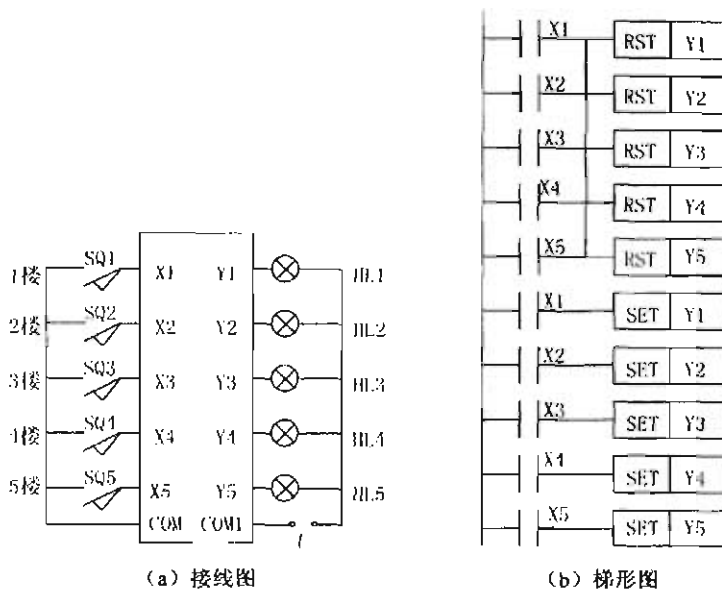 1楼 SQ1 X1 Y1 HL1
2楼 SQ2 X2 Y2 HL2
3楼 SQ3 X3 Y3 HL3
4楼 SQ4 X4 Y4 HL4
5楼 SQ5 X5 Y5 HL5
COM COM1
(a) 接线图
X1 RST Y1
X2 RST Y2
X3 RST Y3
X4 RST Y4
X5 RST Y5
X1 SET Y1
X2 SET Y2
X3 SET Y3
X4 SET Y4
X5 SET Y5
(b) 梯形图